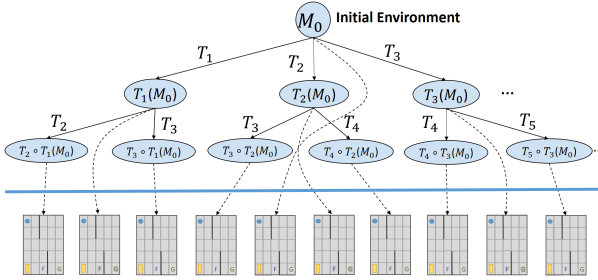 M₀ Initial Environment
T₁ T₂ T₃
T₁(M₀) T₂(M₀) T₃(M₀) ...
T₂ T₃ T₃ T₄ T₄ T₅
T₂ ∘ T₁(M₀) T₃ ∘ T₁(M₀) T₃ ∘ T₂(M₀) T₄ ∘ T₂(M₀) T₄ ∘ T₃(M₀) T₅ ∘ T₃(M₀) ...
F G F G F G F G F G F G F G F G F G